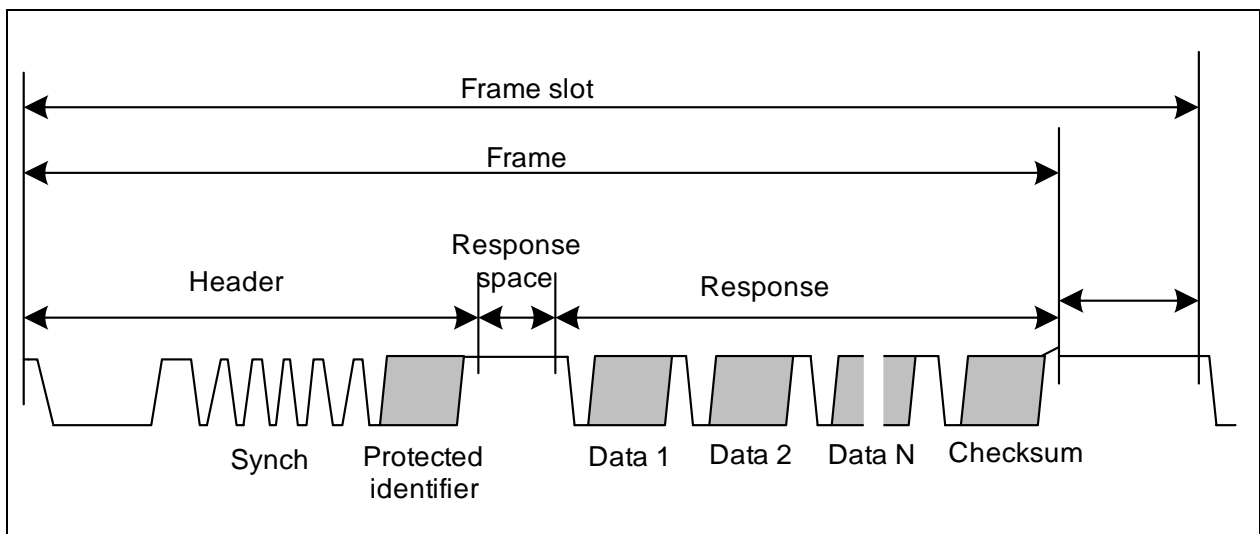 Frame slot
Frame
Response
space
Header
Response
Synch
Protected
identifier
Data 1
Data 2
Data N
Checksum